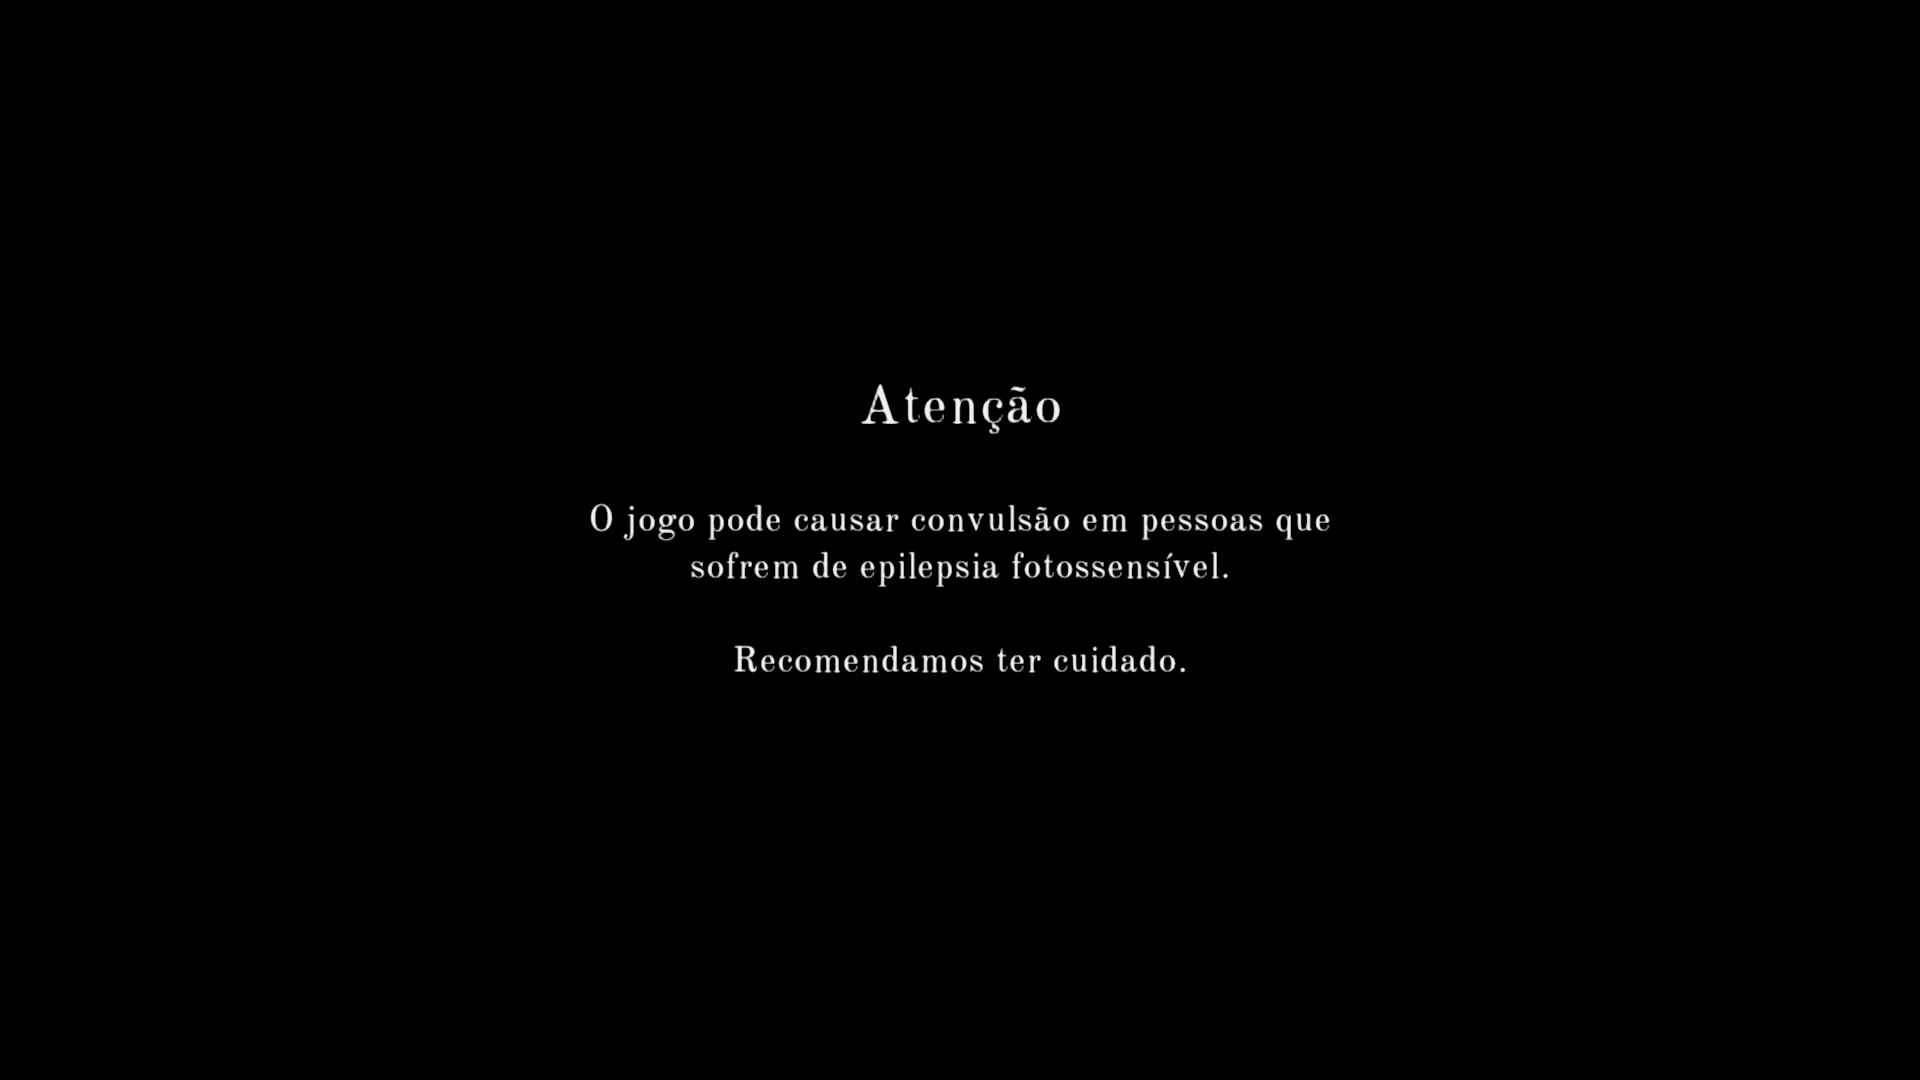 Atenção
O jogo pode causar convulsão em pessoas que
sofrem de epilepsia fotossensível.
Recomendamos ter cuidado.